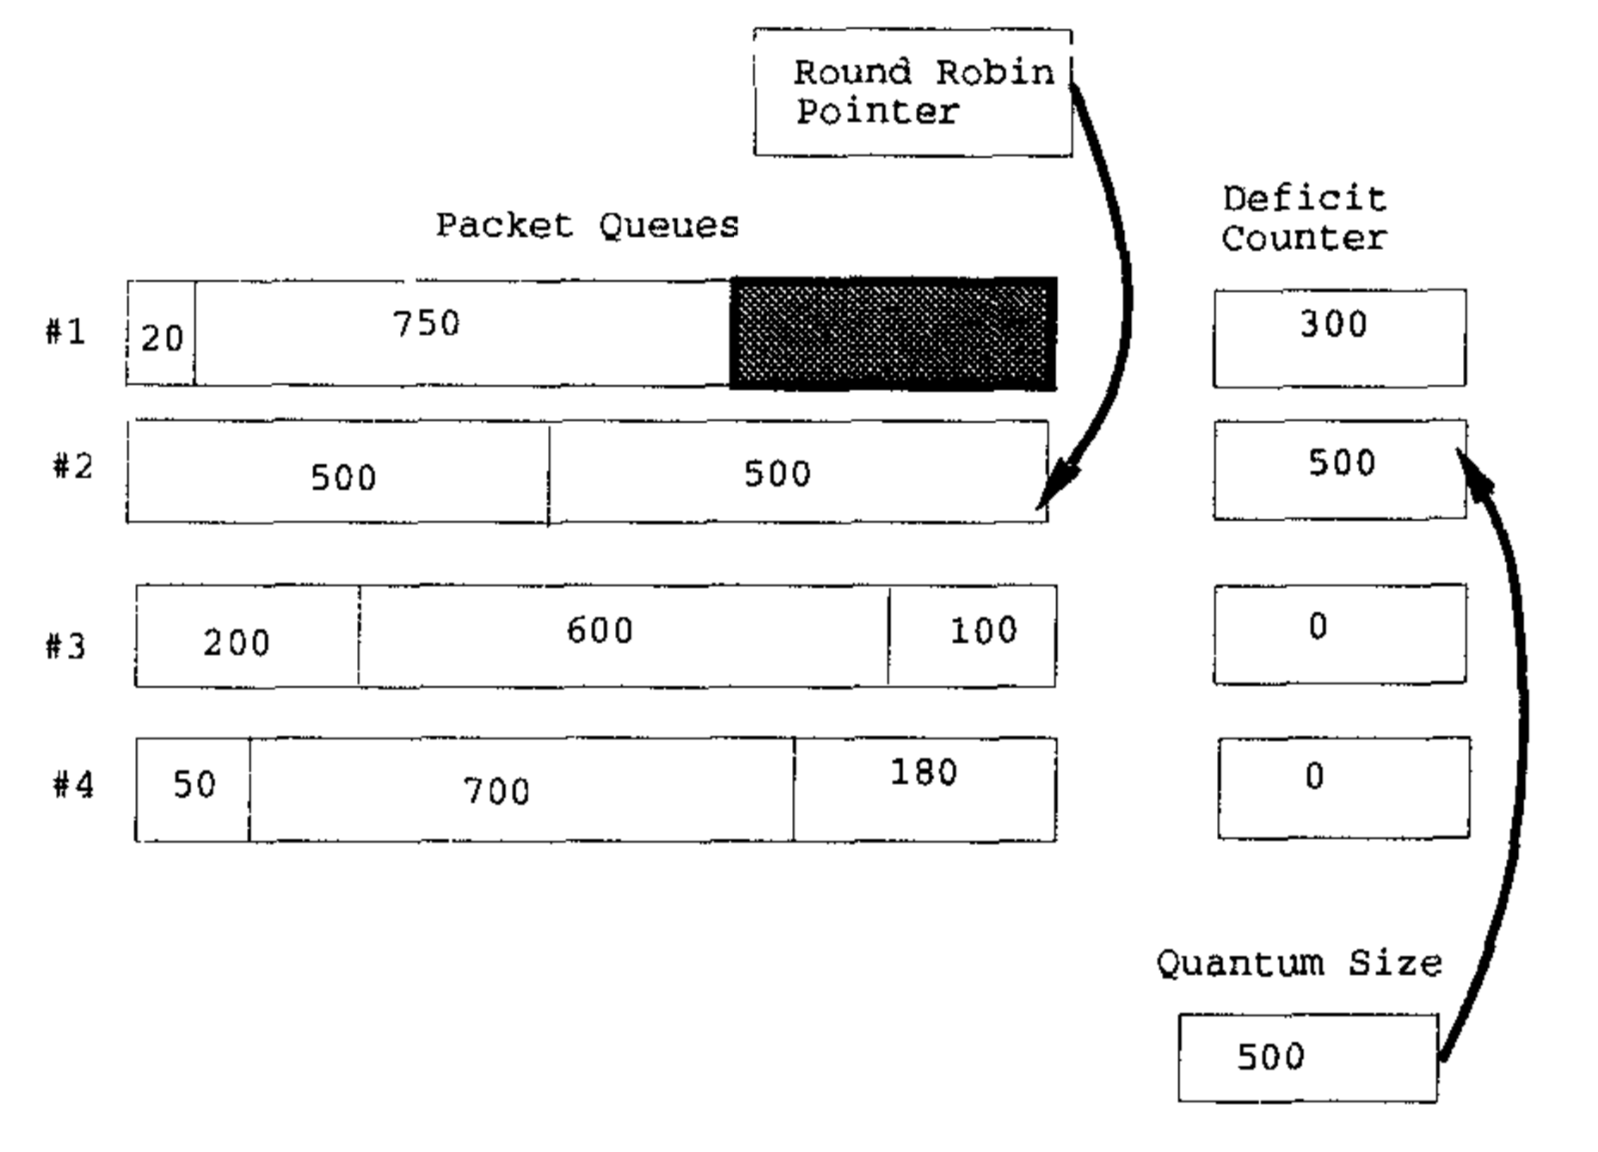 Round Robin
Pointer
Packet Queues
Deficit
Counter
#1 20 750 300
#2 500 500 500
#3 200 600 100 0
#4 50 700 180 0
Quantum Size
500